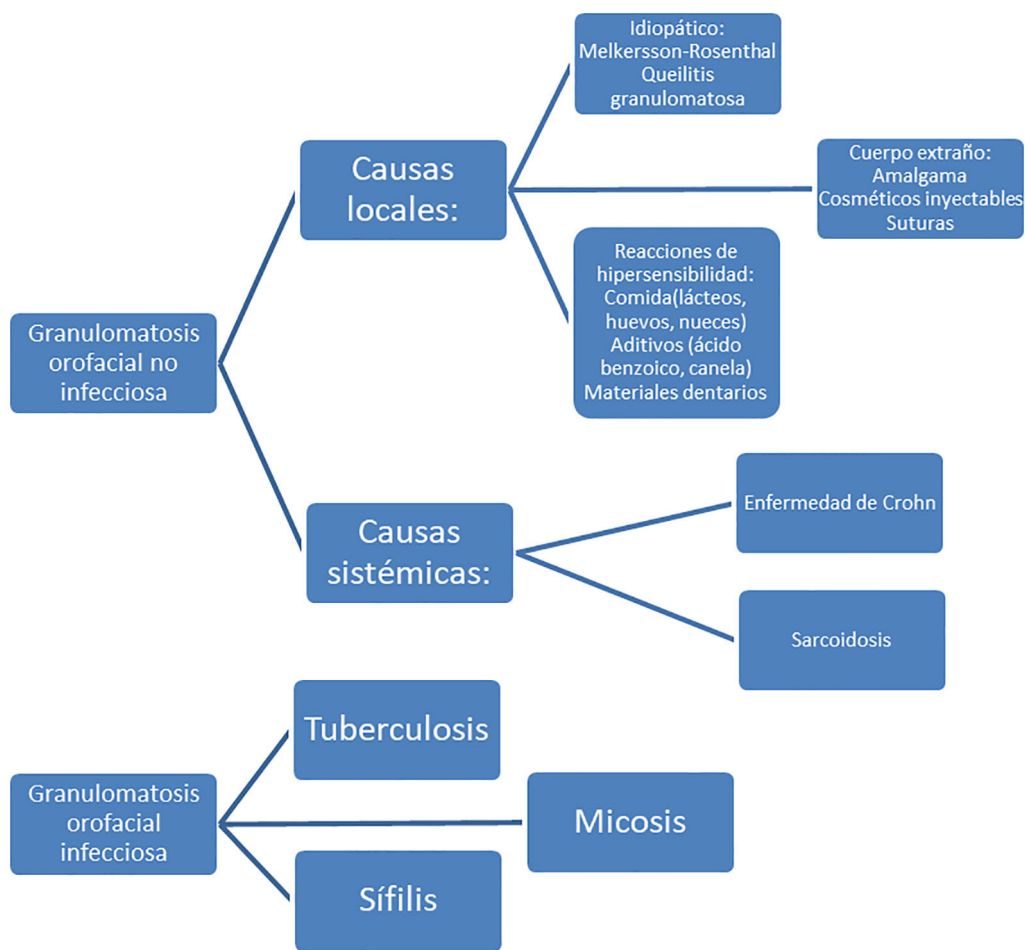 Granulomatosis
orofacial no
infecciosa
Causas
locales:
Idiopático:
Melkersson-Rosenthal
Queilitis
granulomatosa
Cuerpo extraño:
Amalgama
Cosméticos inyectables
Suturas
Reacciones de
hipersensibilidad:
Comida(lácteos,
huevos, nueces)
Aditivos (ácido
benzoico, canela)
Materiales dentarios
Causas
sistémicas:
Enfermedad de Crohn
Sarcoidosis
Granulomatosis
orofacial
infecciosa
Tuberculosis
Micosis
Sífilis